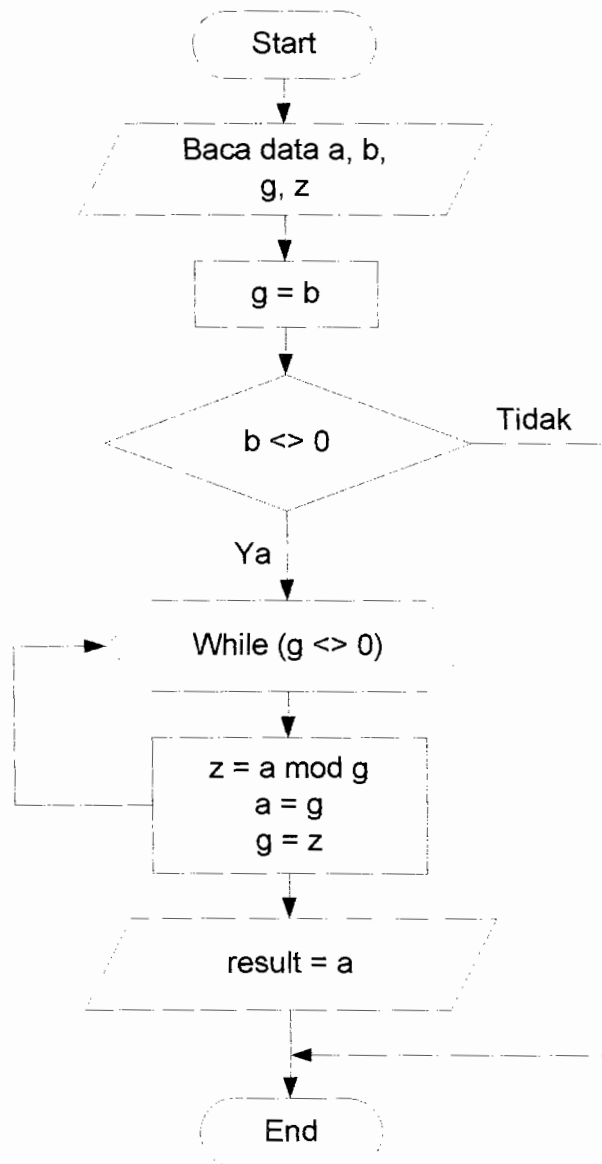 Start
Baca data a, b,
g, z
g = b
b <> 0
Tidak
Ya
While (g <> 0)
z = a mod g
a = g
g = z
result = a
End